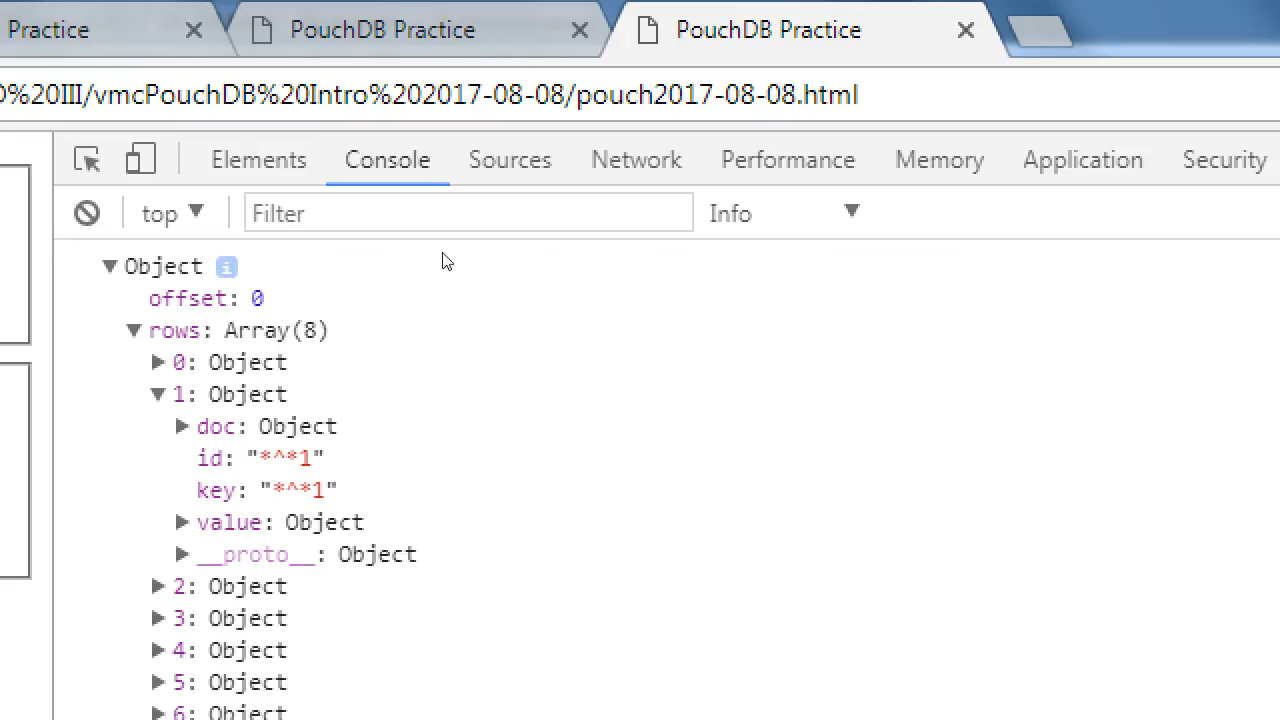 Practice
PouchDB Practice
PouchDB Practice
D%20III/vmcPouchDB%20Intro%202017-08-08/pouch2017-08-08.html
Elements Console Sources Network Performance Memory Application Security
top Filter Info
Object i
offset: 0
rows: Array(8)
0: Object
1: Object
doc: Object
id: "*^*1"
key: "*^*1"
value: Object
__proto__: Object
2: Object
3: Object
4: Object
5: Object
6: Object